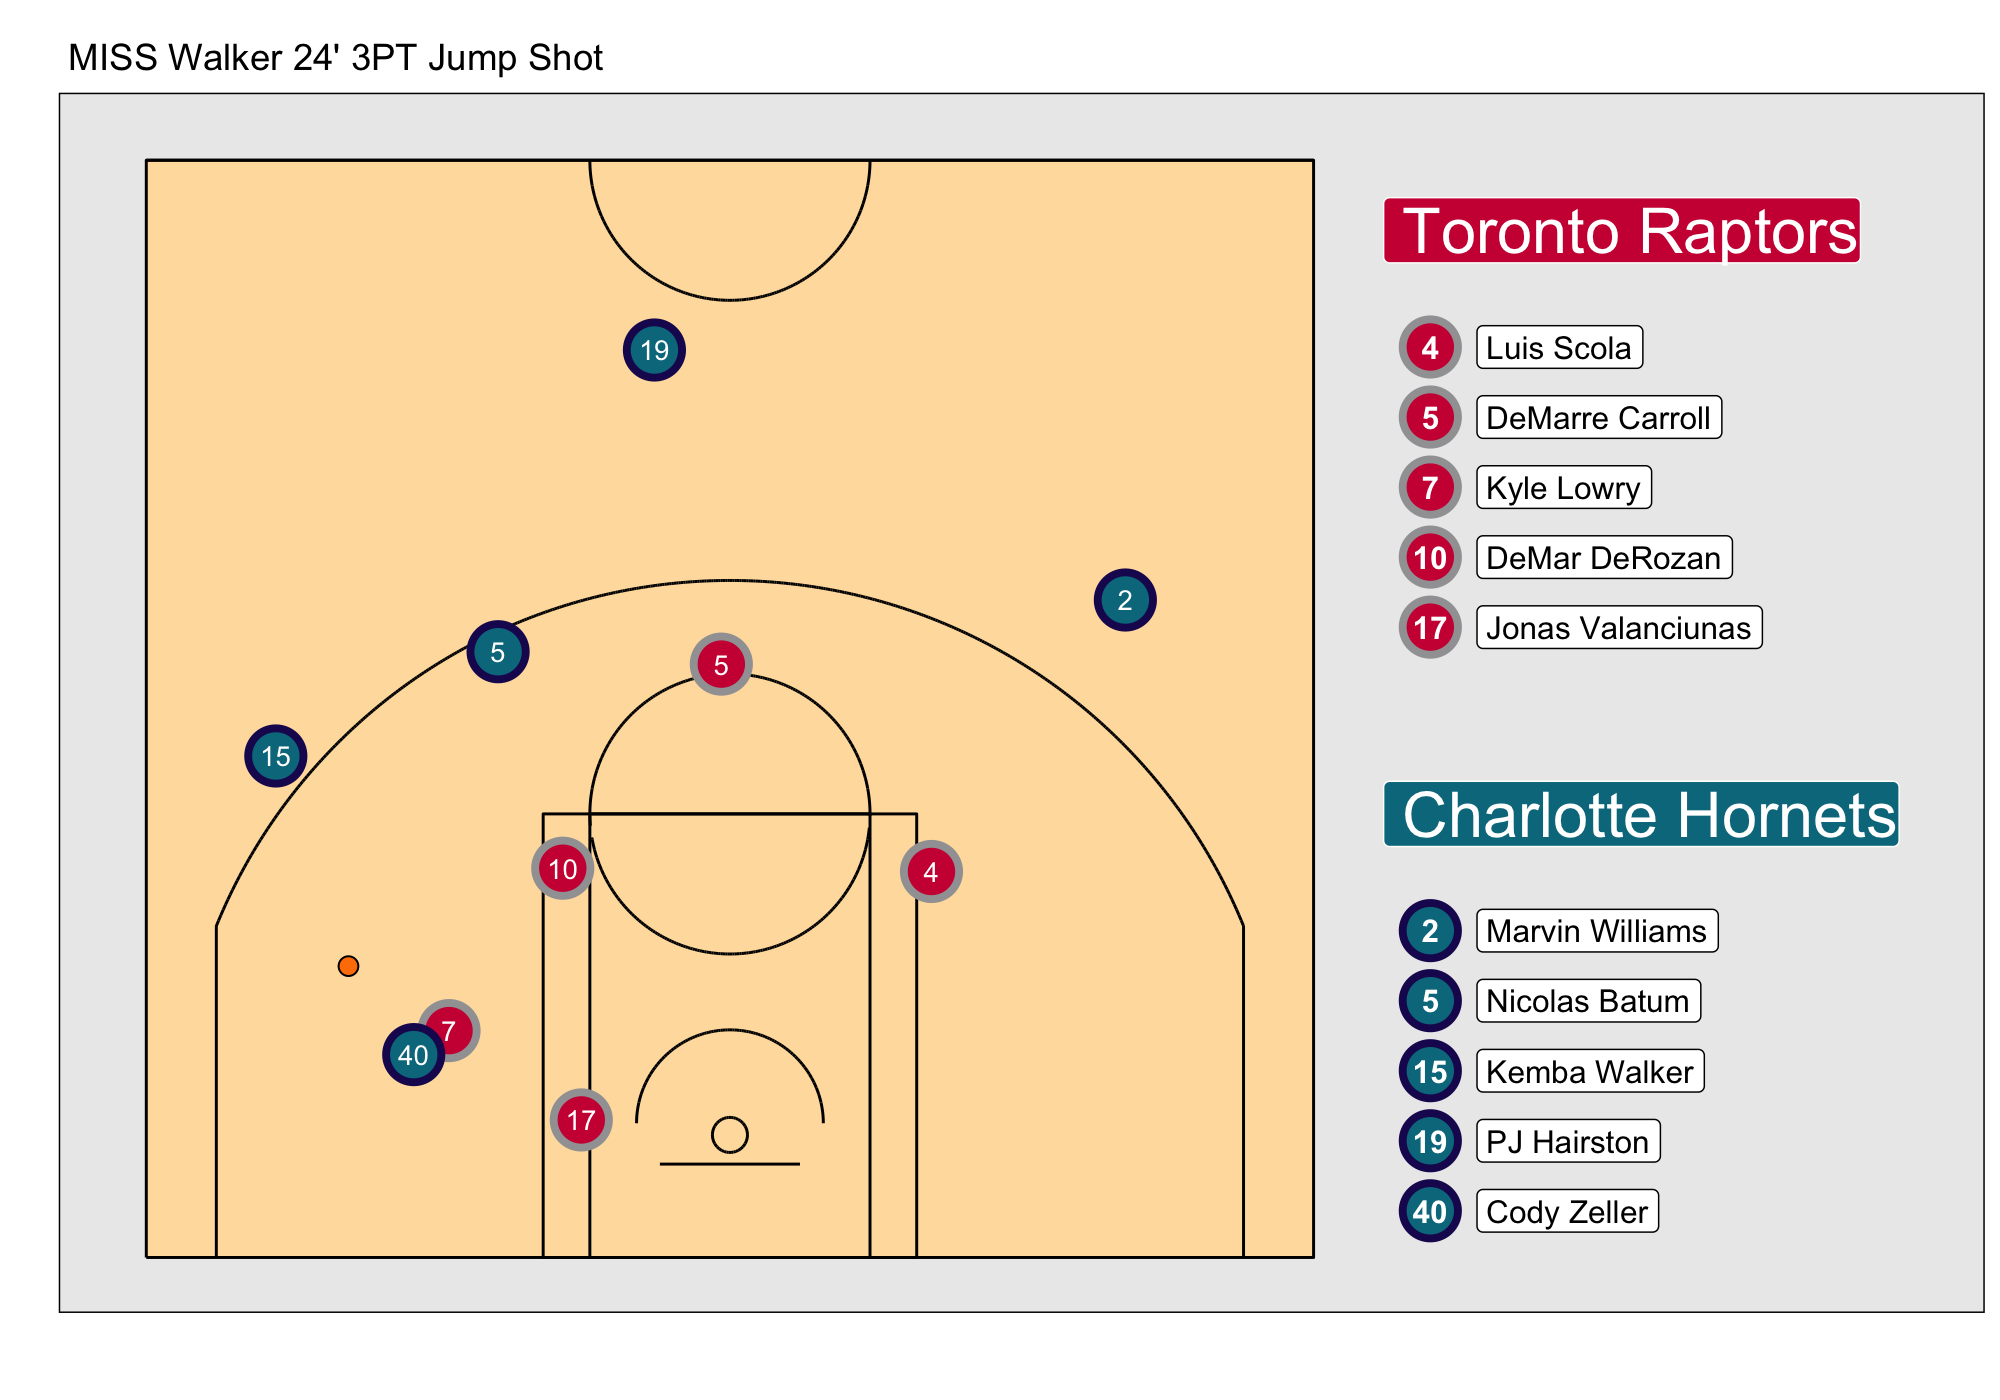 MISS Walker 24' 3PT Jump Shot
Toronto Raptors
4 Luis Scola
5 DeMarre Carroll
7 Kyle Lowry
10 DeMar DeRozan
17 Jonas Valanciunas
Charlotte Hornets
2 Marvin Williams
5 Nicolas Batum
15 Kemba Walker
19 PJ Hairston
40 Cody Zeller
19
2
5
5
15
10
4
7
40
17